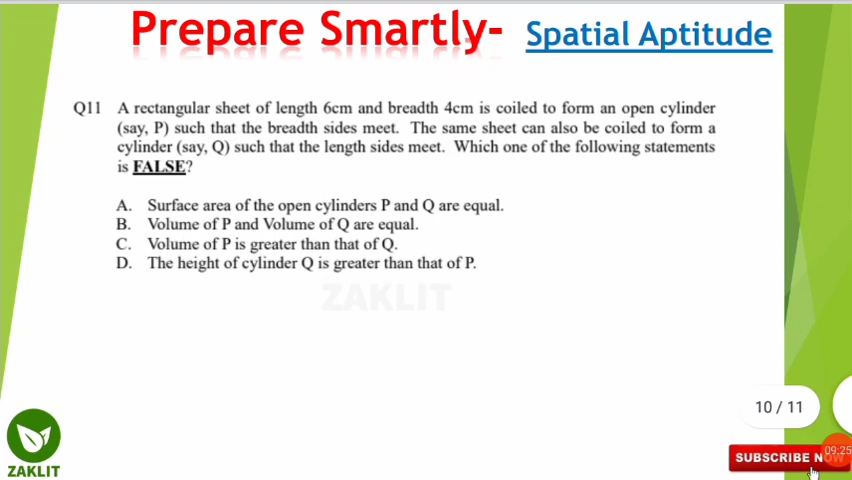 Prepare Smartly- Spatial Aptitude
Q11 A rectangular sheet of length 6cm and breadth 4cm is coiled to form an open cylinder
(say, P) such that the breadth sides meet. The same sheet can also be coiled to form a
cylinder (say, Q) such that the length sides meet. Which one of the following statements
is FALSE?
A. Surface area of the open cylinders P and Q are equal.
B. Volume of P and Volume of Q are equal.
C. Volume of P is greater than that of Q.
D. The height of cylinder Q is greater than that of P.
ZAKLIT
10 / 11
09:25
SUBSCRIBE NOW
ZAKLIT